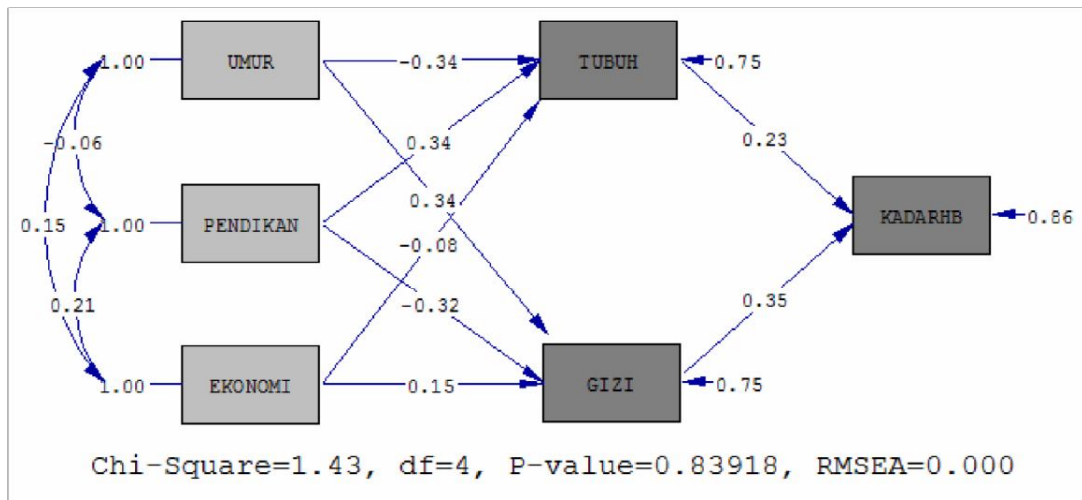 1.00
UMUR
-0.34
TUBUH
0.75
-0.06
0.34
0.23
0.15
1.00
PENDIKAN
0.34
-0.08
KADARHB
0.86
0.21
-0.32
0.35
1.00
EKONOMI
0.15
GIZI
0.75
Chi-Square=1.43, df=4, P-value=0.83918, RMSEA=0.000